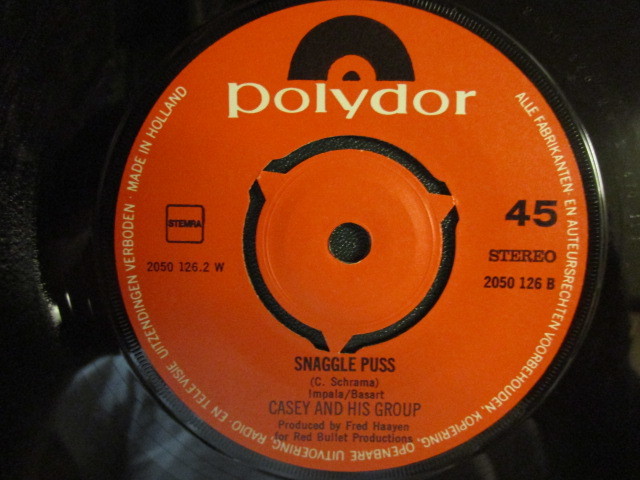 polydor
45
STEMRA
STEREO
2050 126.2 W
2050 126 B
SNAGGLE PUSS
(C. Schrama)
Impala/Basart
CASEY AND HIS GROUP
Produced by Fred Haayen
for Red Bullet Productions
ALLE FABRIKANTEN- EN AUTEURSRECHTEN VOORBEHOUDEN. KOPIERING, OPENBARE UITVOERING, RADIO- EN TELEVISIE UITZENDINGEN VERBODEN · MADE IN HOLLAND